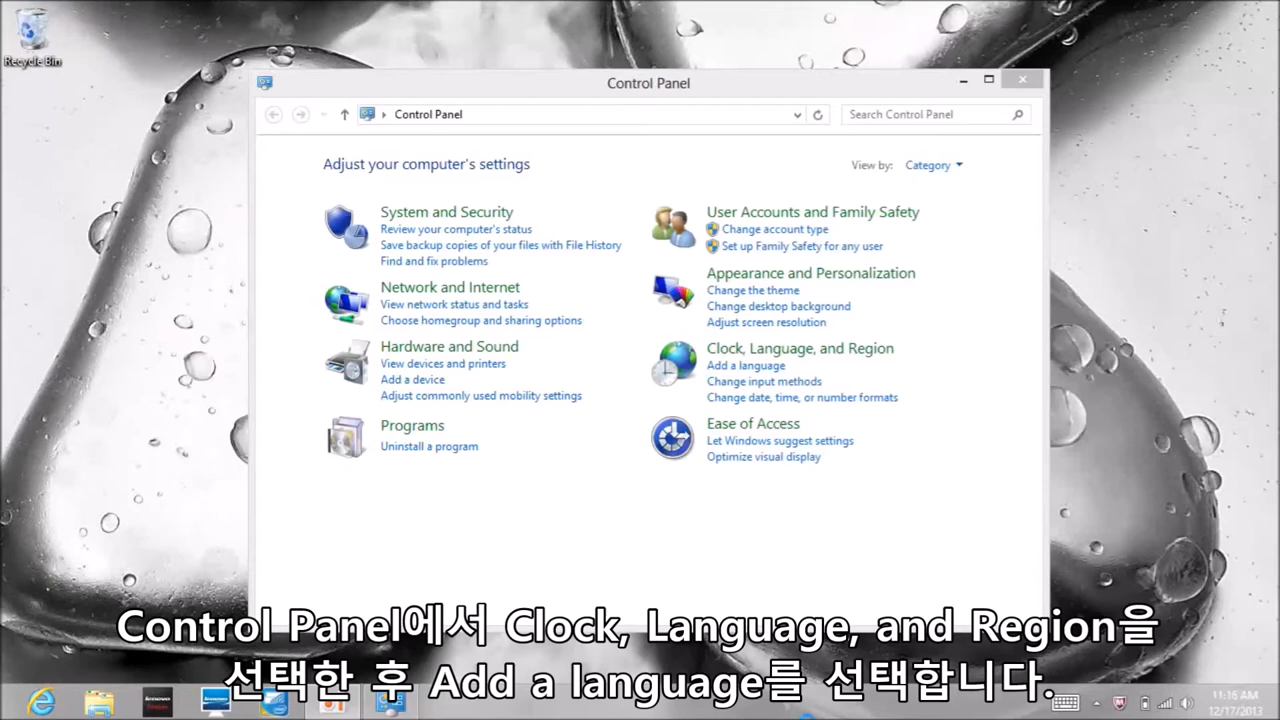 Recycle Bin
Control Panel
Control Panel
Search Control Panel
Adjust your computer's settings
View by: Category
System and Security
Review your computer's status
Save backup copies of your files with File History
Find and fix problems
Network and Internet
View network status and tasks
Choose homegroup and sharing options
Hardware and Sound
View devices and printers
Add a device
Adjust commonly used mobility settings
Programs
Uninstall a program
User Accounts and Family Safety
Change account type
Set up Family Safety for any user
Appearance and Personalization
Change the theme
Change desktop background
Adjust screen resolution
Clock, Language, and Region
Add a language
Change input methods
Change date, time, or number formats
Ease of Access
Let Windows suggest settings
Optimize visual display
Control Panel에서 Clock, Language, and Region을
선택한 후 Add a language를 선택합니다.
11:16 AM
12/17/2013